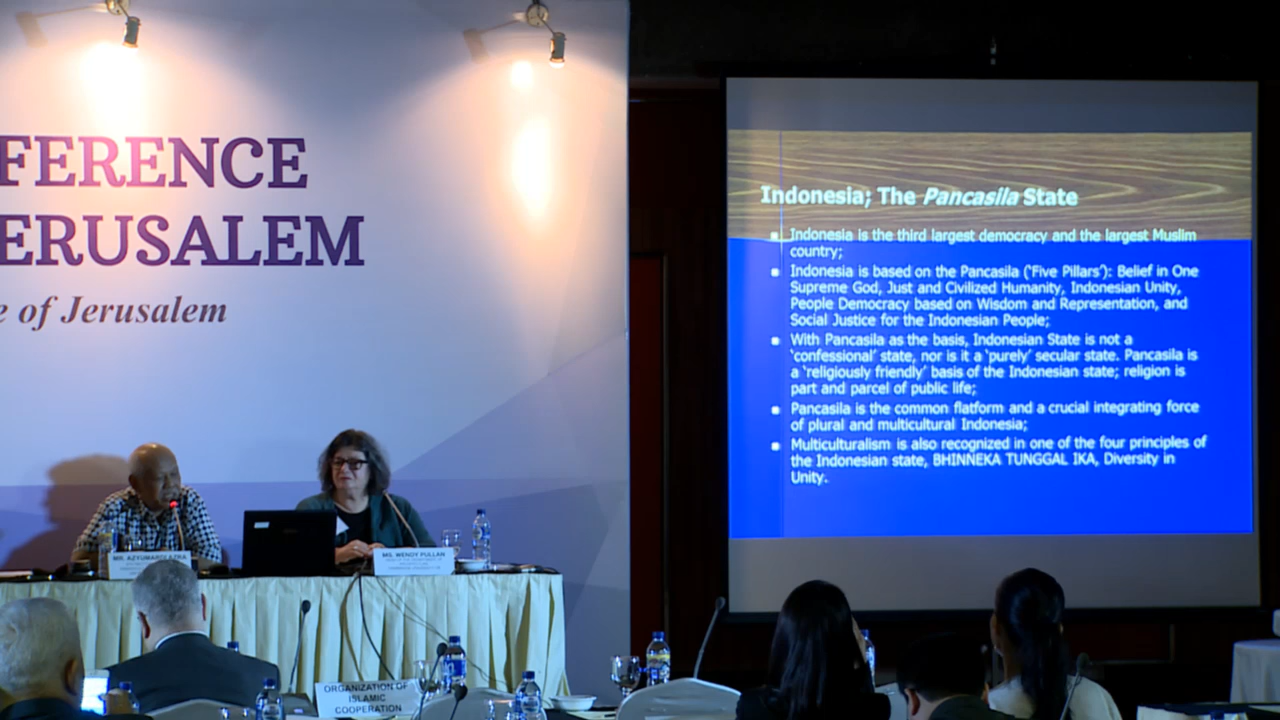 FERENCE
ERUSALEM
e of Jerusalem
Indonesia; The Pancasila State
Indonesia is the third largest democracy and the largest Muslim
country;
Indonesia is based on the Pancasila ('Five Pillars'): Belief in One
Supreme God, Just and Civilized Humanity, Indonesian Unity,
People Democracy based on Wisdom and Representation, and
Social Justice for the Indonesian People;
With Pancasila as the basis, Indonesian State is not a
'confessional' state, nor is it a 'purely' secular state. Pancasila is
a 'religiously friendly' basis of the Indonesian state; religion is
part and parcel of public life;
Pancasila is the common flatform and a crucial integrating force
of plural and multicultural Indonesia;
Multiculturalism is also recognized in one of the four principles of
the Indonesian state, BHINNEKA TUNGGAL IKA, Diversity in
Unity.
MR. AZYUMARDI AZRA
MS. WENDY PULLAN
ORGANIZATION OF
ISLAMIC
COOPERATION